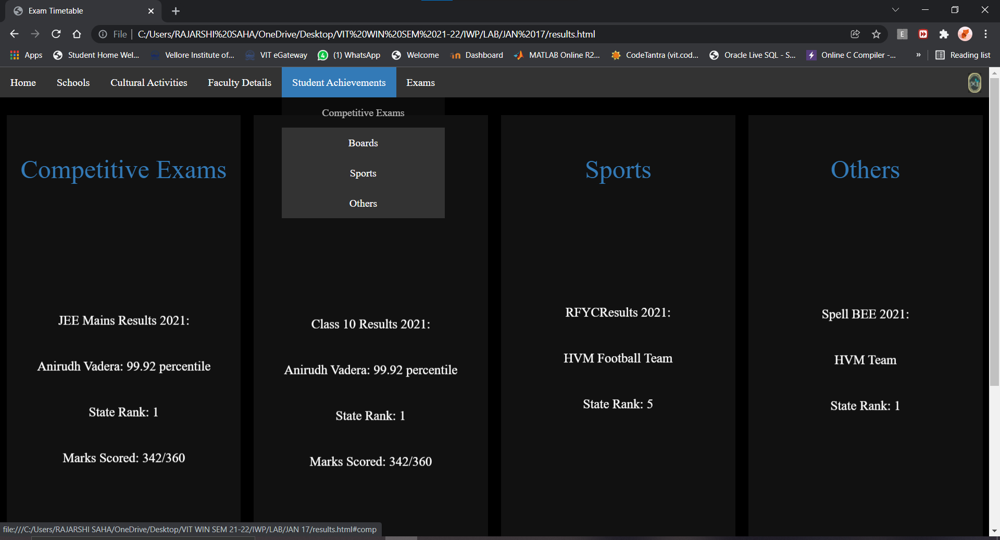 Exam Timetable
File
C:/Users/RAJARSHI%20SAHA/OneDrive/Desktop/VIT%20WIN%20SEM%2021-22/IWP/LAB/JAN%2017/results.html
E
Apps
Student Home Wel...
Vellore Institute of...
VIT eGateway
4
(1) WhatsApp
Welcome
Dashboard
MATLAB Online R2...
CodeTantra (vit.cod...
Oracle Live SQL - S...
Online C Compiler -...
»
Reading list
Home
Schools
Cultural Activities
Faculty Details
Student Achievements
Exams
Competitive Exams
Boards
Sports
Others
Competitive Exams
JEE Mains Results 2021:
Anirudh Vadera: 99.92 percentile
State Rank: 1
Marks Scored: 342/360
Class 10 Results 2021:
Anirudh Vadera: 99.92 percentile
State Rank: 1
Marks Scored: 342/360
Sports
RFYCResults 2021:
HVM Football Team
State Rank: 5
Others
Spell BEE 2021:
HVM Team
State Rank: 1
file:///C:/Users/RAJARSHI SAHA/OneDrive/Desktop/VIT WIN SEM 21-22/IWP/LAB/JAN 17/results.html#comp